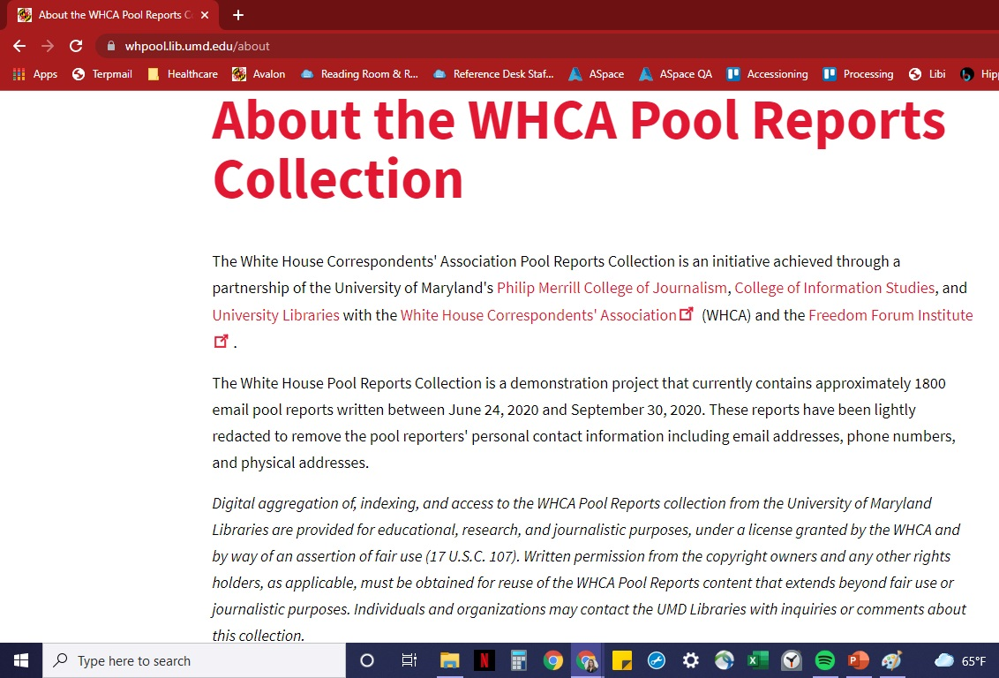 About the WHCA Pool Reports C
whpool.lib.umd.edu/about
Apps Terpmail Healthcare Avalon Reading Room & R... Reference Desk Staf... ASpace ASpace QA Accessioning Processing Libi Hip
About the WHCA Pool Reports
Collection
The White House Correspondents' Association Pool Reports Collection is an initiative achieved through a
partnership of the University of Maryland's Philip Merrill College of Journalism, College of Information Studies, and
University Libraries with the White House Correspondents' Association (WHCA) and the Freedom Forum Institute
.
The White House Pool Reports Collection is a demonstration project that currently contains approximately 1800
email pool reports written between June 24, 2020 and September 30, 2020. These reports have been lightly
redacted to remove the pool reporters' personal contact information including email addresses, phone numbers,
and physical addresses.
Digital aggregation of, indexing, and access to the WHCA Pool Reports collection from the University of Maryland
Libraries are provided for educational, research, and journalistic purposes, under a license granted by the WHCA and
by way of an assertion of fair use (17 U.S.C. 107). Written permission from the copyright owners and any other rights
holders, as applicable, must be obtained for reuse of the WHCA Pool Reports content that extends beyond fair use or
journalistic purposes. Individuals and organizations may contact the UMD Libraries with inquiries or comments about
this collection.
Type here to search 65°F